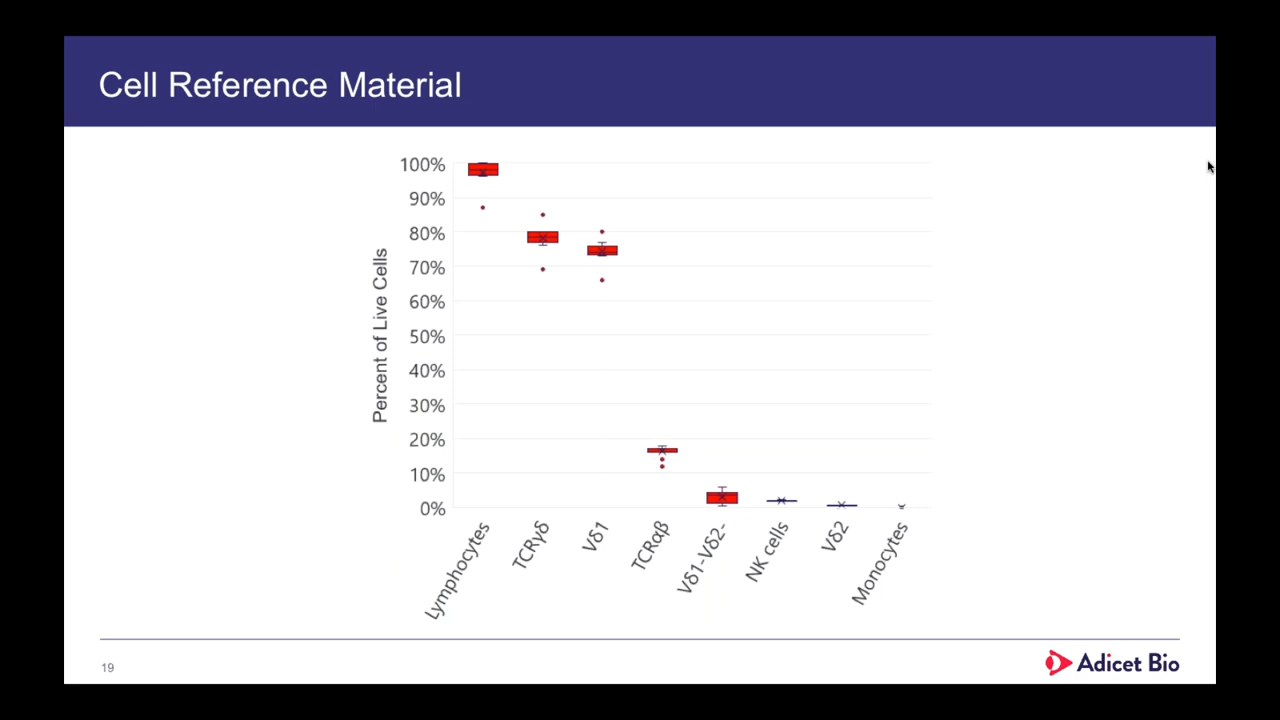 Cell Reference Material
100%
90%
80%
70%
60%
50%
40%
30%
20%
10%
0%
Percent of Live Cells
Lymphocytes
TCRγδ
Vδ1
TCRαβ
Vδ1-Vδ2-
NK cells
Vδ2
Monocytes
19
Adicet Bio